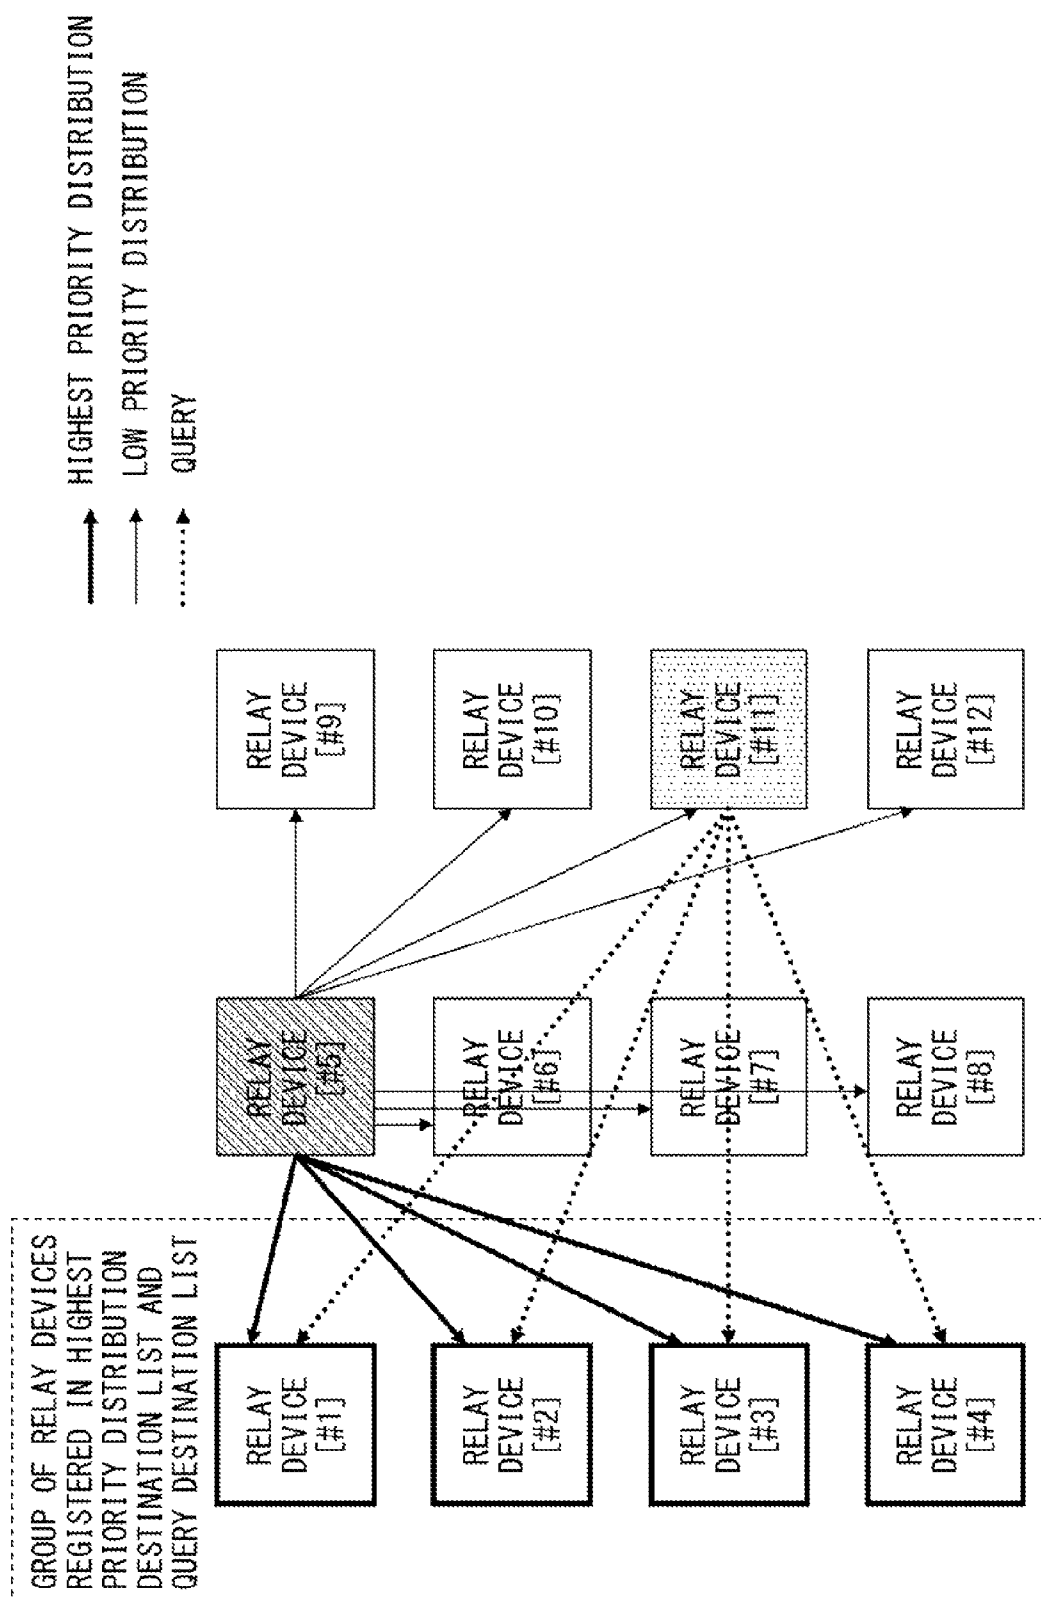 HIGHEST PRIORITY DISTRIBUTION
LOW PRIORITY DISTRIBUTION
QUERY
GROUP OF RELAY DEVICES
REGISTERED IN HIGHEST
PRIORITY DISTRIBUTION
DESTINATION LIST AND
QUERY DESTINATION LIST
RELAY
DEVICE
[#1]
RELAY
DEVICE
[#5]
RELAY
DEVICE
[#9]
RELAY
DEVICE
[#2]
RELAY
DEVICE
[#6]
RELAY
DEVICE
[#10]
RELAY
DEVICE
[#3]
RELAY
DEVICE
[#7]
RELAY
DEVICE
[#11]
RELAY
DEVICE
[#4]
RELAY
DEVICE
[#8]
RELAY
DEVICE
[#12]